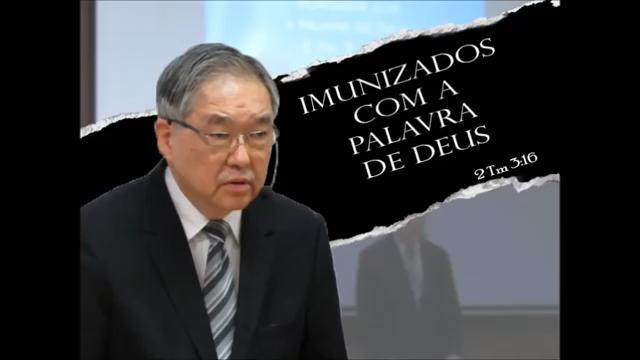 IMUNIZADOS
COM A
PALAVRA
DE DEUS
2 Tm 3:16